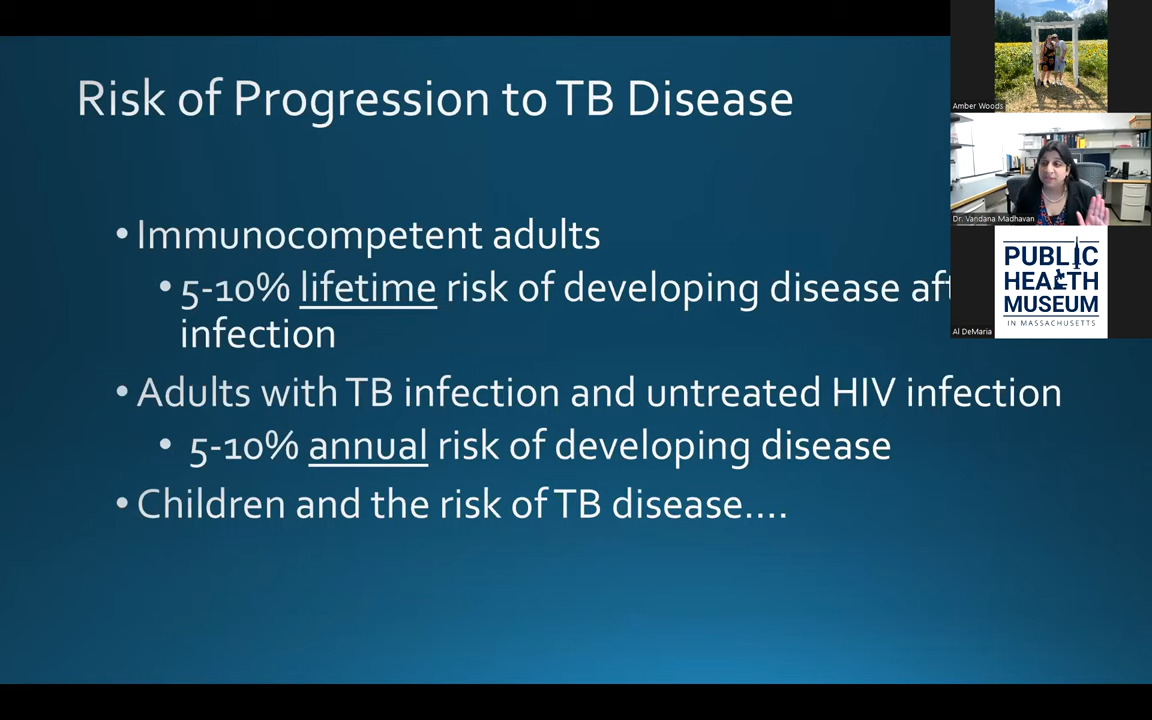 Risk of Progression to TB Disease
• Immunocompetent adults
• 5-10% lifetime risk of developing disease
infection
• Adults with TB infection and untreated HIV infection
• 5-10% annual risk of developing disease
• Children and the risk of TB disease....
Amber Woods
Dr. Vandana Madhavan
PUBLIC
HEALTH
MUSEUM
IN MASSACHUSETTS
Al DeMaria